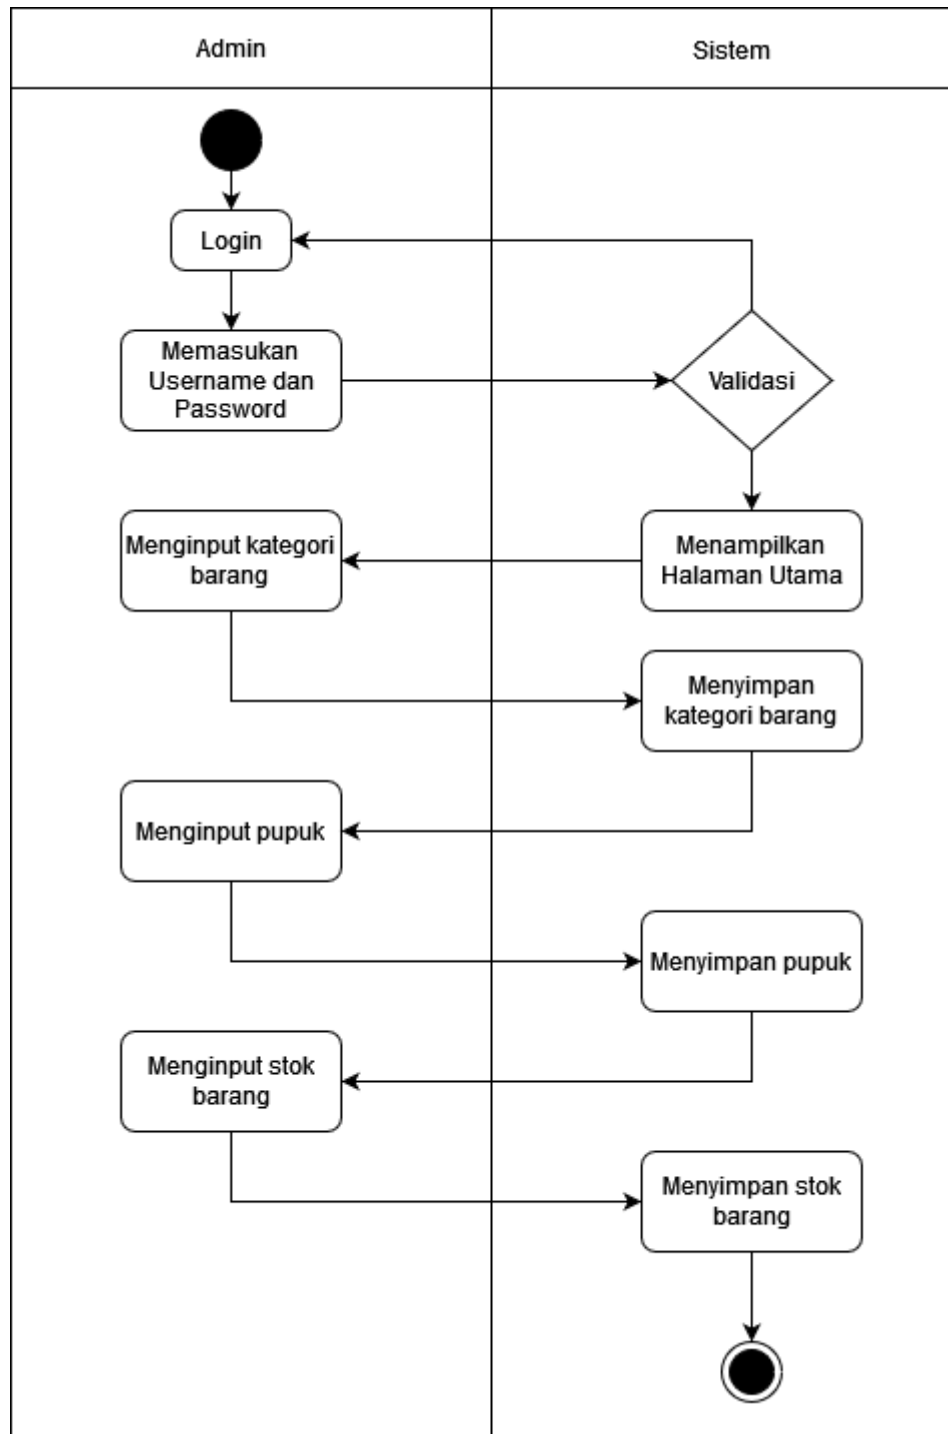 Admin
Sistem
Login
Memasukan
Username dan
Password
Validasi
Menampilkan
Halaman Utama
Menginput kategori
barang
Menyimpan
kategori barang
Menginput pupuk
Menyimpan pupuk
Menginput stok
barang
Menyimpan stok
barang